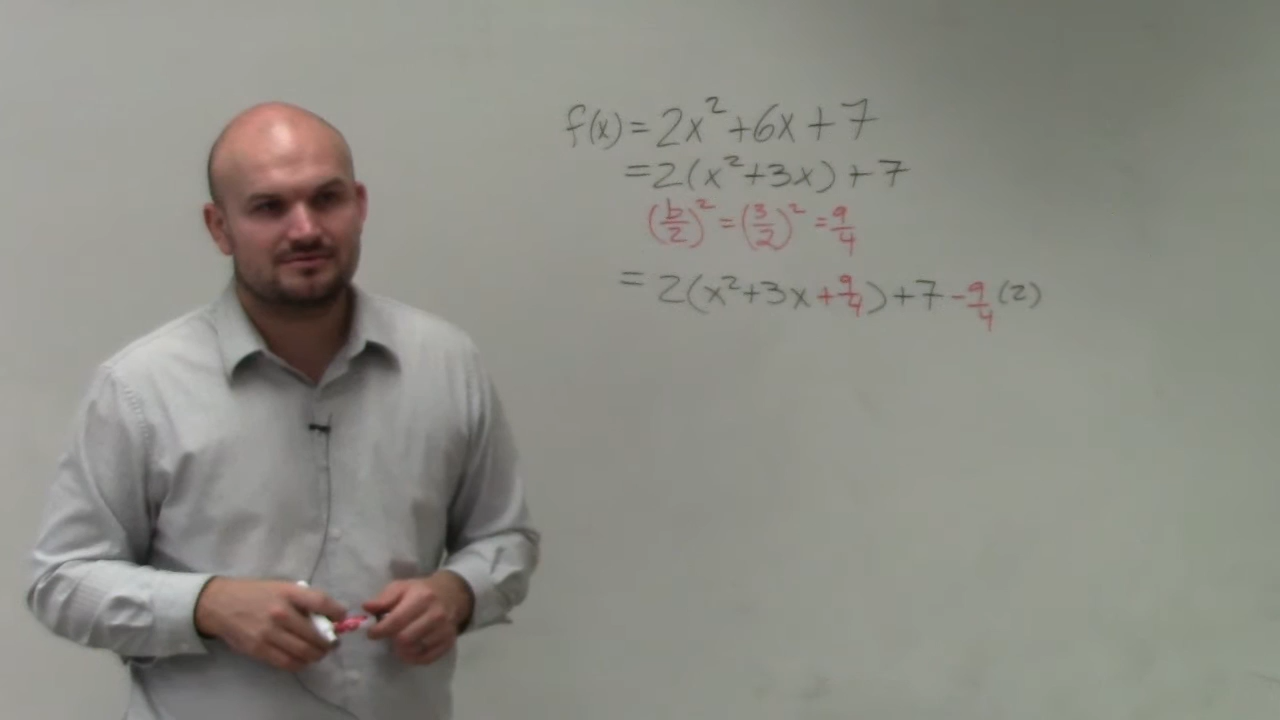 f(x) = 2x² + 6x + 7
= 2(x² + 3x) + 7
(b/2)² = (3/2)² = 9/4
= 2(x² + 3x + 9/4) + 7 - 9/4 (2)